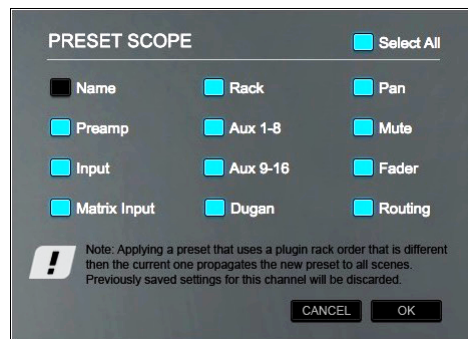 PRESET SCOPE Select All
Name Rack Pan
Preamp Aux 1-8 Mute
Input Aux 9-16 Fader
Matrix Input Dugan Routing
! Note: Applying a preset that uses a plugin rack order that is different
then the current one propagates the new preset to all scenes.
Previously saved settings for this channel will be discarded.
CANCEL OK